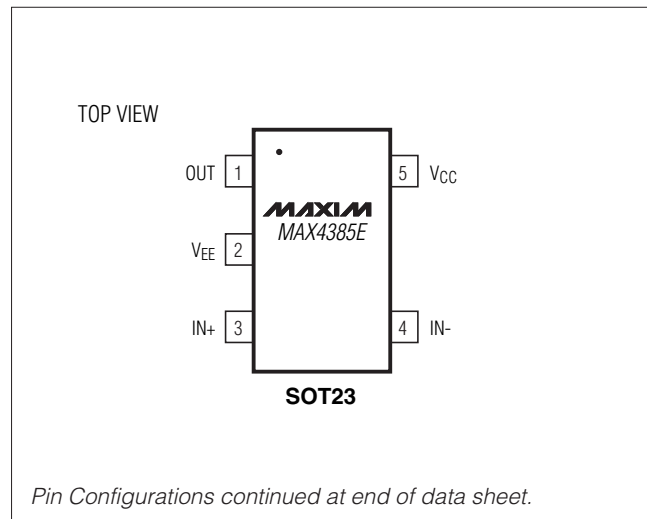 TOP VIEW
OUT 1
5 VCC
MAXIM
MAX4385E
VEE 2
IN+ 3
4 IN-
SOT23
Pin Configurations continued at end of data sheet.